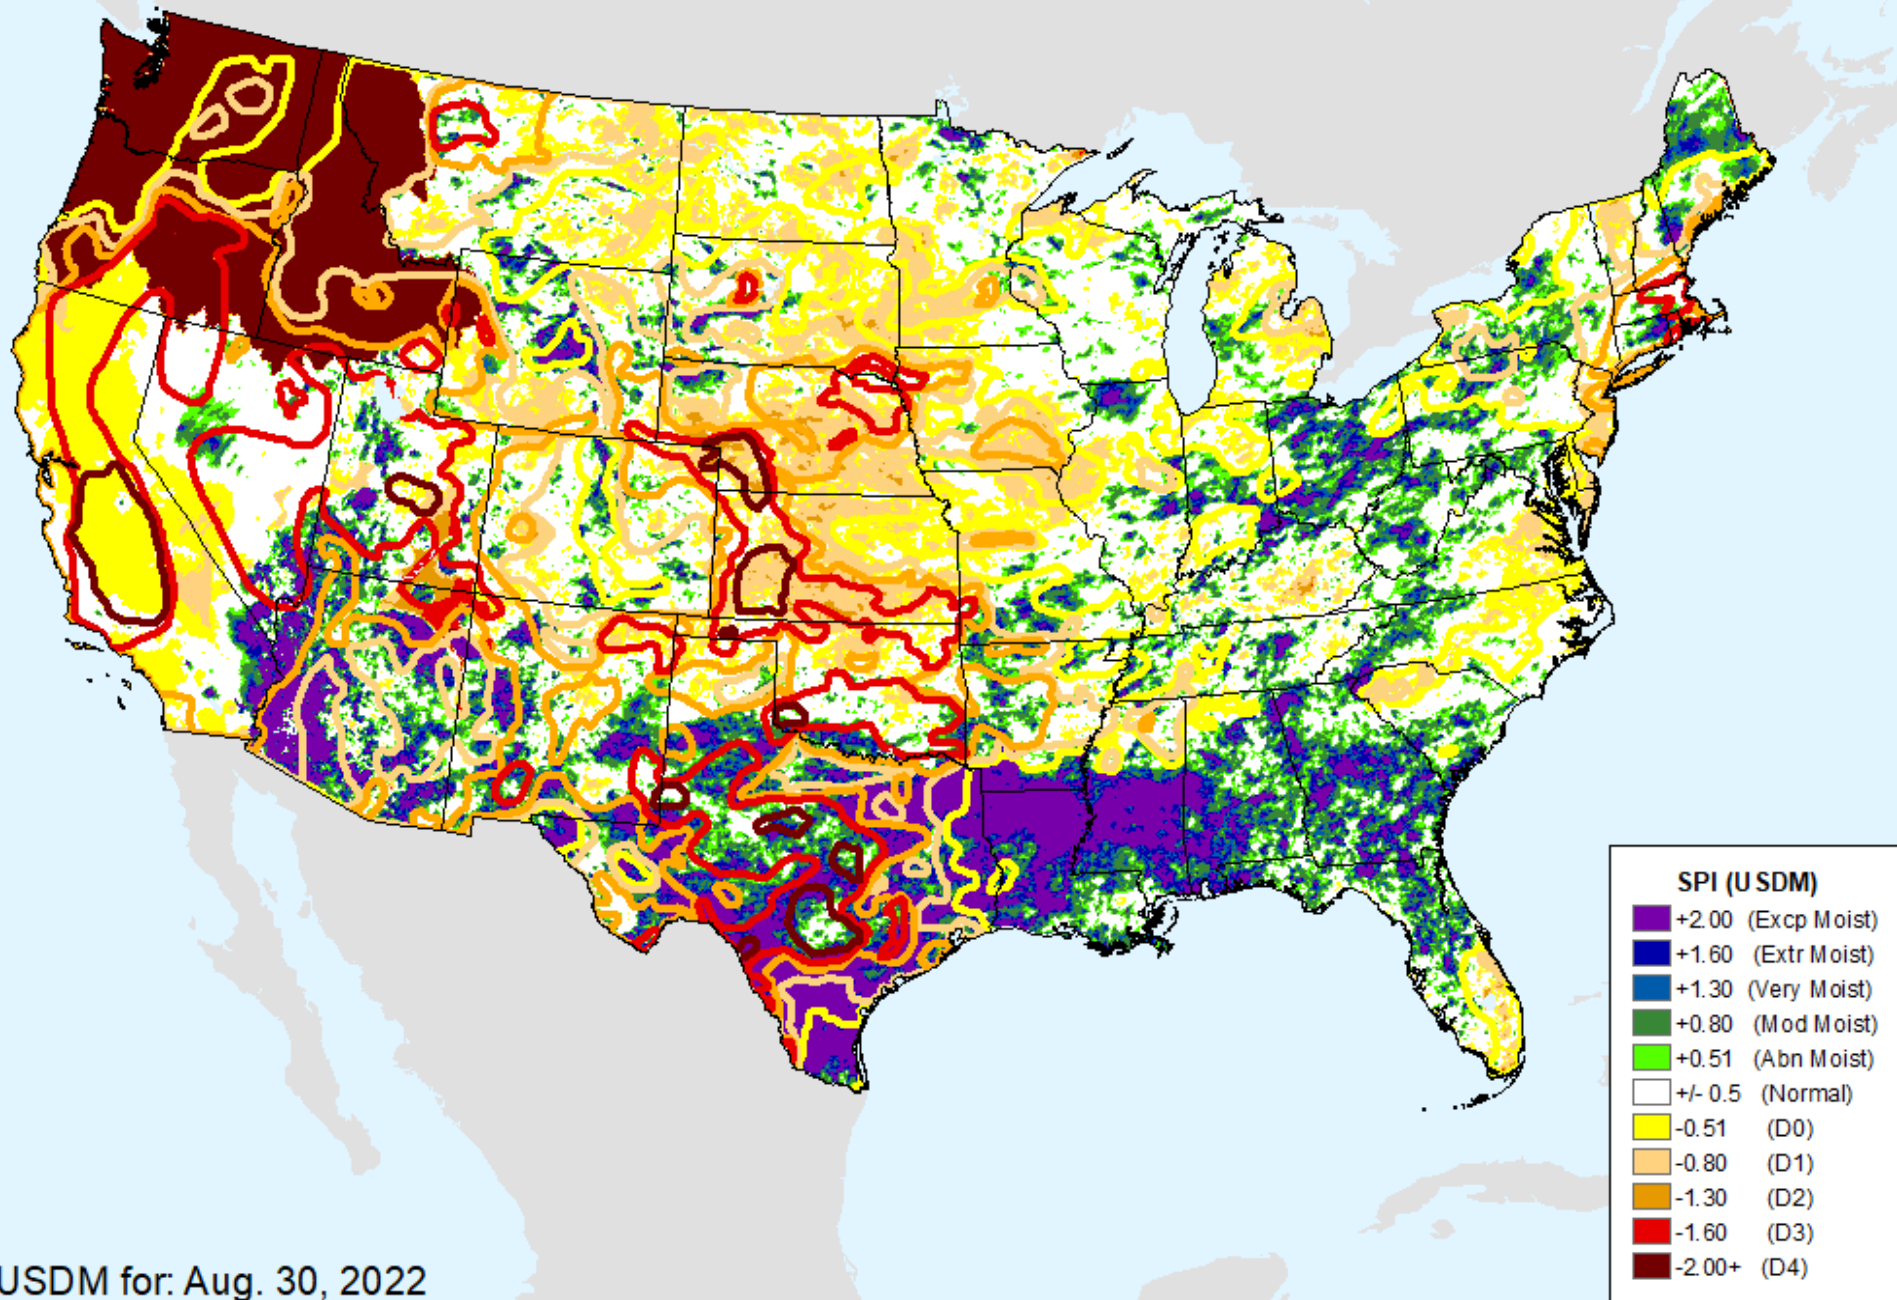 SPI (USDM)
+2.00 (Excp Moist)
+1.60 (Extr Moist)
+1.30 (Very Moist)
+0.80 (Mod Moist)
+0.51 (Abn Moist)
+/- 0.5 (Normal)
-0.51 (D0)
-0.80 (D1)
-1.30 (D2)
-1.60 (D3)
-2.00+ (D4)
USDM for: Aug. 30, 2022